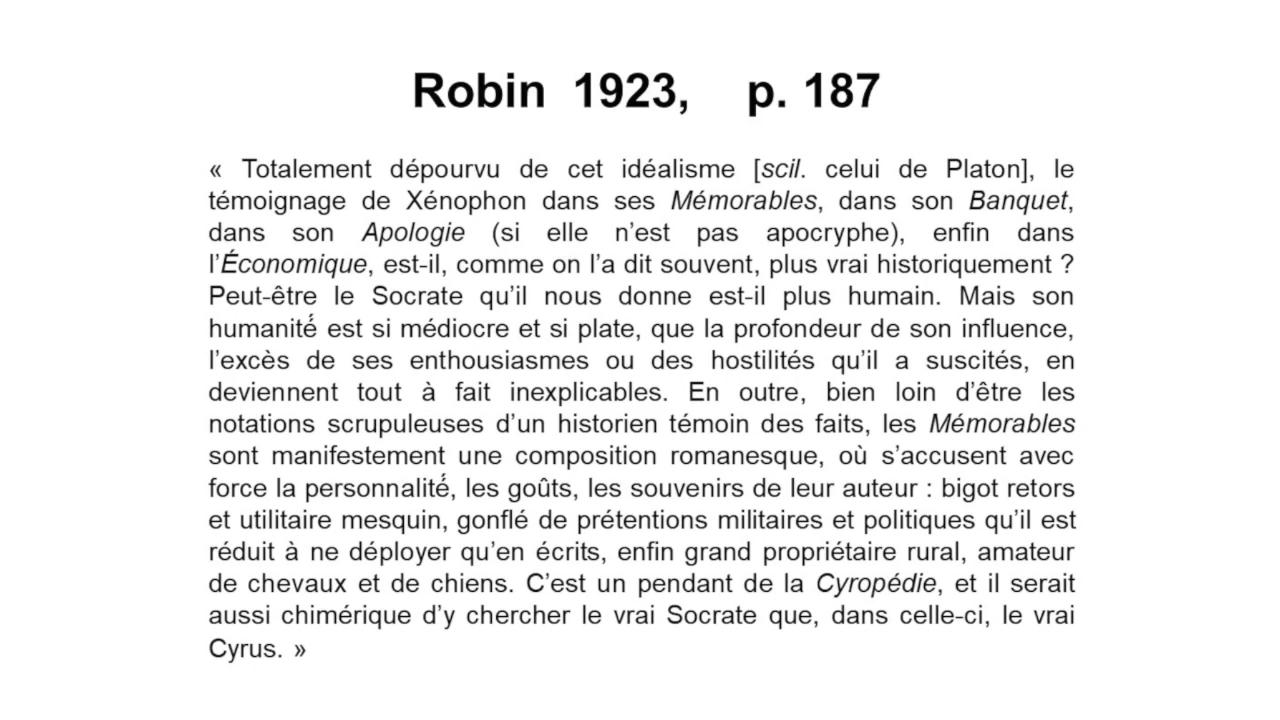 Robin 1923, p. 187
« Totalement dépourvu de cet idéalisme [scil. celui de Platon], le
témoignage de Xénophon dans ses Mémorables, dans son Banquet,
dans son Apologie (si elle n’est pas apocryphe), enfin dans
l’Économique, est-il, comme on l’a dit souvent, plus vrai historiquement ?
Peut-être le Socrate qu’il nous donne est-il plus humain. Mais son
humanité́ est si médiocre et si plate, que la profondeur de son influence,
l’excès de ses enthousiasmes ou des hostilités qu’il a suscités, en
deviennent tout à fait inexplicables. En outre, bien loin d’être les
notations scrupuleuses d’un historien témoin des faits, les Mémorables
sont manifestement une composition romanesque, où s’accusent avec
force la personnalité́, les goûts, les souvenirs de leur auteur : bigot retors
et utilitaire mesquin, gonflé de prétentions militaires et politiques qu’il est
réduit à ne déployer qu’en écrits, enfin grand propriétaire rural, amateur
de chevaux et de chiens. C’est un pendant de la Cyropédie, et il serait
aussi chimérique d’y chercher le vrai Socrate que, dans celle-ci, le vrai
Cyrus. »